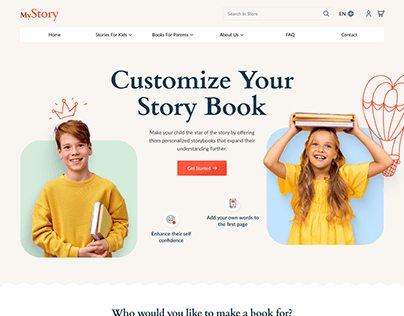 MyStory
Search In Store
EN
Home
Stories For Kids
Books For Parents
About Us
FAQ
Contact
Customize Your
Story Book
Make your child the star of the story by offering
them personalized storybooks that expand their
understanding further.
Get Started
Add your own words to
the first page
Enhance their self
confidence
Who would you like to make a book for?